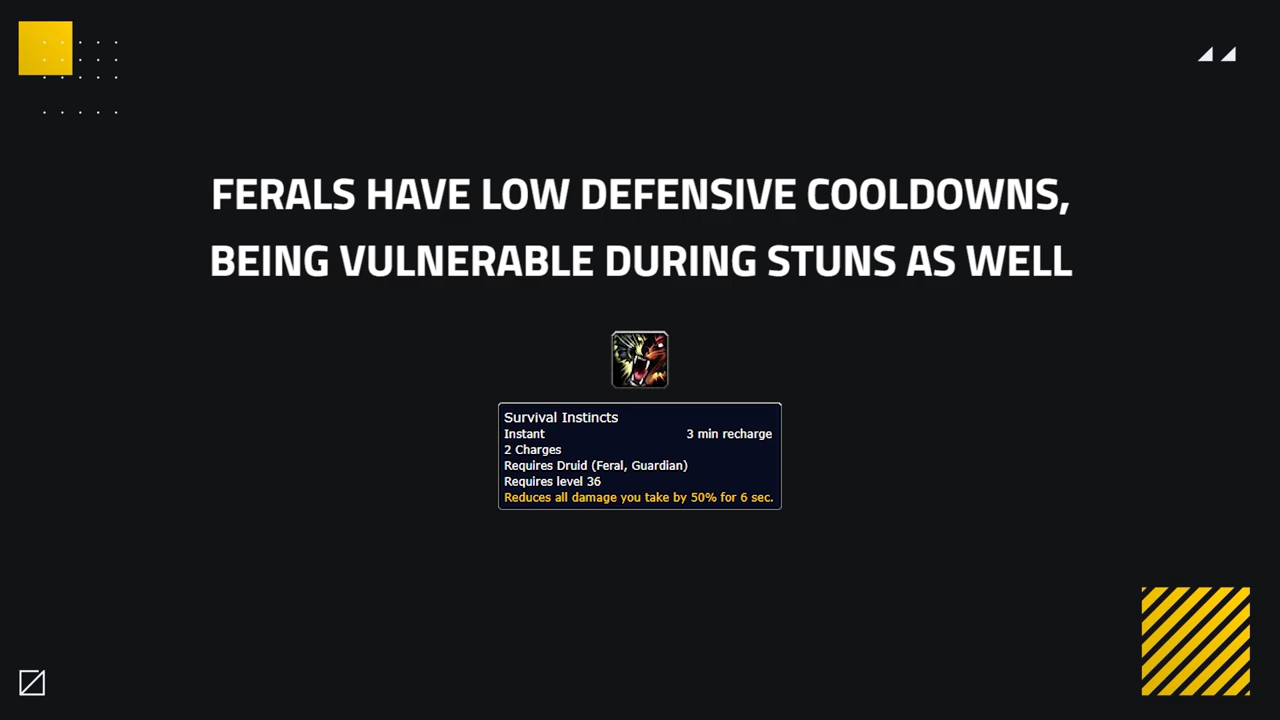 FERALS HAVE LOW DEFENSIVE COOLDOWNS,
BEING VULNERABLE DURING STUNS AS WELL
Survival Instincts
Instant 3 min recharge
2 Charges
Requires Druid (Feral, Guardian)
Requires level 36
Reduces all damage you take by 50% for 6 sec.